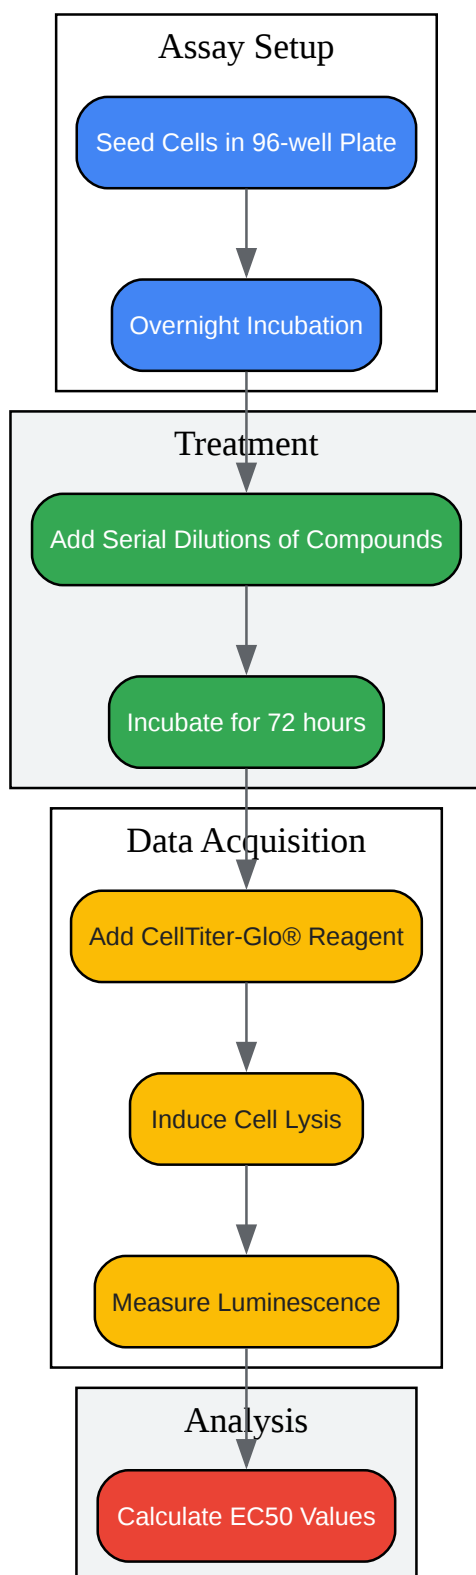 Assay Setup
Seed Cells in 96-well Plate
Overnight Incubation
Treatment
Add Serial Dilutions of Compounds
Incubate for 72 hours
Data Acquisition
Add CellTiter-Glo® Reagent
Induce Cell Lysis
Measure Luminescence
Analysis
Calculate EC50 Values